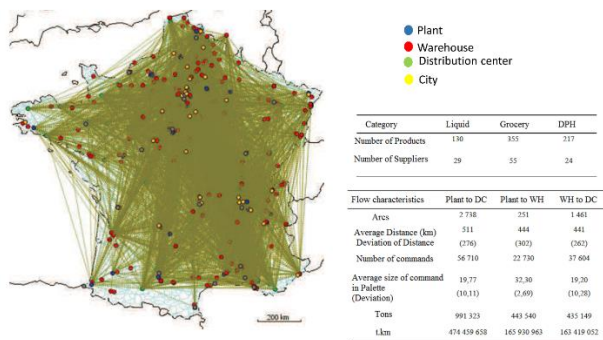 Plant
Warehouse
Distribution center
City
Category Liquid Grocery DPH
Number of Products 130 355 217
Number of Suppliers 29 55 24
Flow characteristics Plant to DC Plant to WH WH to DC
Arcs 2 738 251 1 461
Average Distance (km) 511 444 441
Deviation of Distance (276) (302) (262)
Number of commands 56 710 22 730 37 604
Average size of command 19,77 32,30 19,20
in Palette
(Deviation) (10,11) (2,69) (10,28)
Tons 991 323 443 540 435 149
t.km 474 459 658 165 930 963 163 419 052
200 km